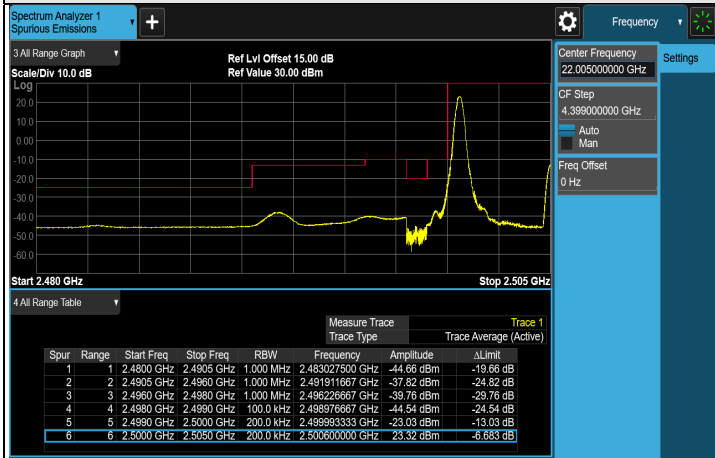 Spectrum Analyzer 1
Spurious Emissions
+
Frequency
3 All Range Graph
Ref Lvl Offset 15.00 dB
Scale/Div 10.0 dB
Ref Value 30.00 dBm
Log
20.0
10.0
0.00
-10.0
-20.0
-30.0
-40.0
-50.0
-60.0
Start 2.480 GHz
Stop 2.505 GHz
Center Frequency
22.005000000 GHz
Settings
CF Step
4.399000000 GHz
Auto
Man
Freq Offset
0 Hz
4 All Range Table
Measure Trace Trace 1
Trace Type Trace Average (Active)
Spur Range Start Freq Stop Freq RBW Frequency Amplitude ΔLimit
1 1 2.4800 GHz 2.4905 GHz 1.000 MHz 2.483027500 GHz -44.66 dBm -19.66 dB
2 2 2.4905 GHz 2.4960 GHz 1.000 MHz 2.491911667 GHz -37.82 dBm -24.82 dB
3 3 2.4960 GHz 2.4980 GHz 1.000 MHz 2.496226667 GHz -39.76 dBm -29.76 dB
4 4 2.4980 GHz 2.4990 GHz 100.0 kHz 2.498976667 GHz -44.54 dBm -24.54 dB
5 5 2.4990 GHz 2.5000 GHz 200.0 kHz 2.499993333 GHz -23.03 dBm -13.03 dB
6 6 2.5000 GHz 2.5050 GHz 200.0 kHz 2.500600000 GHz 23.32 dBm -6.683 dB